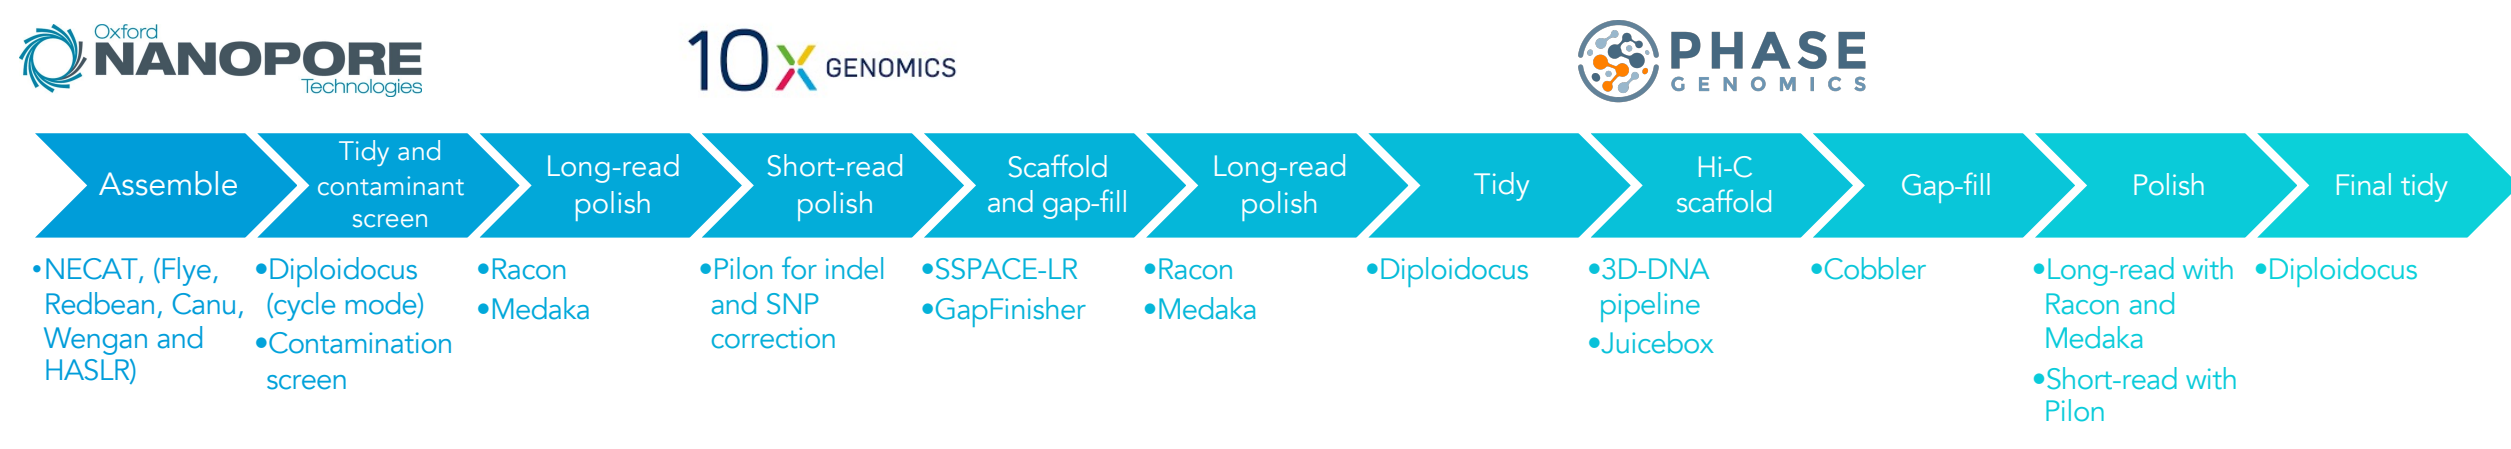 Oxford
NANOPORE
Technologies
10x GENOMICS
PHASE
GENOMICS
Assemble
Tidy and
contaminant
screen
Long-read
polish
Short-read
polish
Scaffold
and gap-fill
Long-read
polish
Tidy
Hi-C
scaffold
Gap-fill
Polish
Final tidy
•NECAT, (Flye,
Redbean, Canu,
Wengan and
HASLR)
•Diploidocus
(cycle mode)
•Contamination
screen
•Racon
•Medaka
•Pilon for indel
and SNP
correction
•SSPACE-LR
•GapFinisher
•Racon
•Medaka
•Diploidocus
•3D-DNA
pipeline
•Juicebox
•Cobbler
•Long-read with
Racon and
Medaka
•Short-read with
Pilon
•Diploidocus